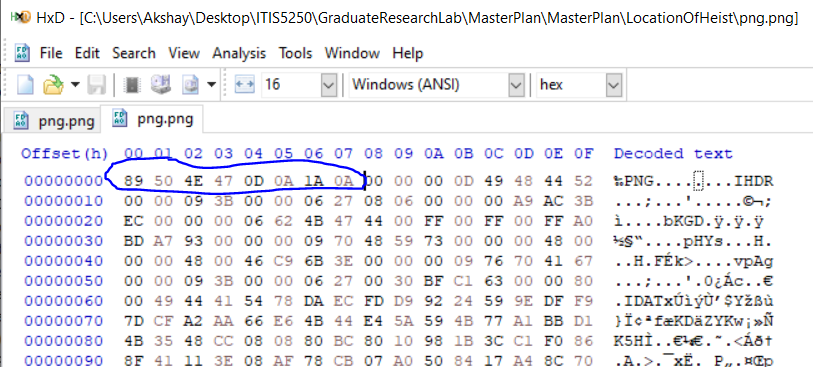 HxD - [C:\Users\Akshay\Desktop\ITIS5250\GraduateResearchLab\MasterPlan\MasterPlan\LocationOfHeist\png.png]
File Edit Search View Analysis Tools Window Help
16 Windows (ANSI) hex
png.png png.png
Offset(h) 00 01 02 03 04 05 06 07 08 09 0A 0B 0C 0D 0E 0F Decoded text
00000000 89 50 4E 47 0D 0A 1A 0A 00 00 00 0D 49 48 44 52 ‰PNG........IHDR
00000010 00 00 09 3B 00 00 06 27 08 06 00 00 00 A9 AC 3B ...;...'.....©¬;
00000020 EC 00 00 00 06 62 4B 47 44 00 FF 00 FF 00 FF A0 ì....bKGD.ÿ.ÿ.ÿ
00000030 BD A7 93 00 00 00 09 70 48 59 73 00 00 00 48 00 ½§“....pHYs...H.
00000040 00 00 48 00 46 C9 6B 3E 00 00 00 09 76 70 41 67 ..H.FÉk>....vpAg
00000050 00 00 09 3B 00 00 06 27 00 30 BF C1 63 00 00 80 ...;...'.0¿Ác..€
00000060 00 49 44 41 54 78 DA EC FD D9 92 24 59 9E DF F9 .IDATxÚìýÙ’$Yžßù
00000070 7D CF A2 AA 66 E6 4B 44 E4 5A 59 4B 77 A1 BB D1 }Ï¢ªfæKDäZYKw¡»Ñ
00000080 4B 35 48 CC 08 08 80 BC 80 10 98 1B 3C C1 F0 86 K5HÌ..€¼€.˜.<Áð†
00000090 8F 41 11 3E 08 AF 78 CB 07 A0 50 84 17 A4 8C 70 .A.>.¯xË. P„.¤Œp